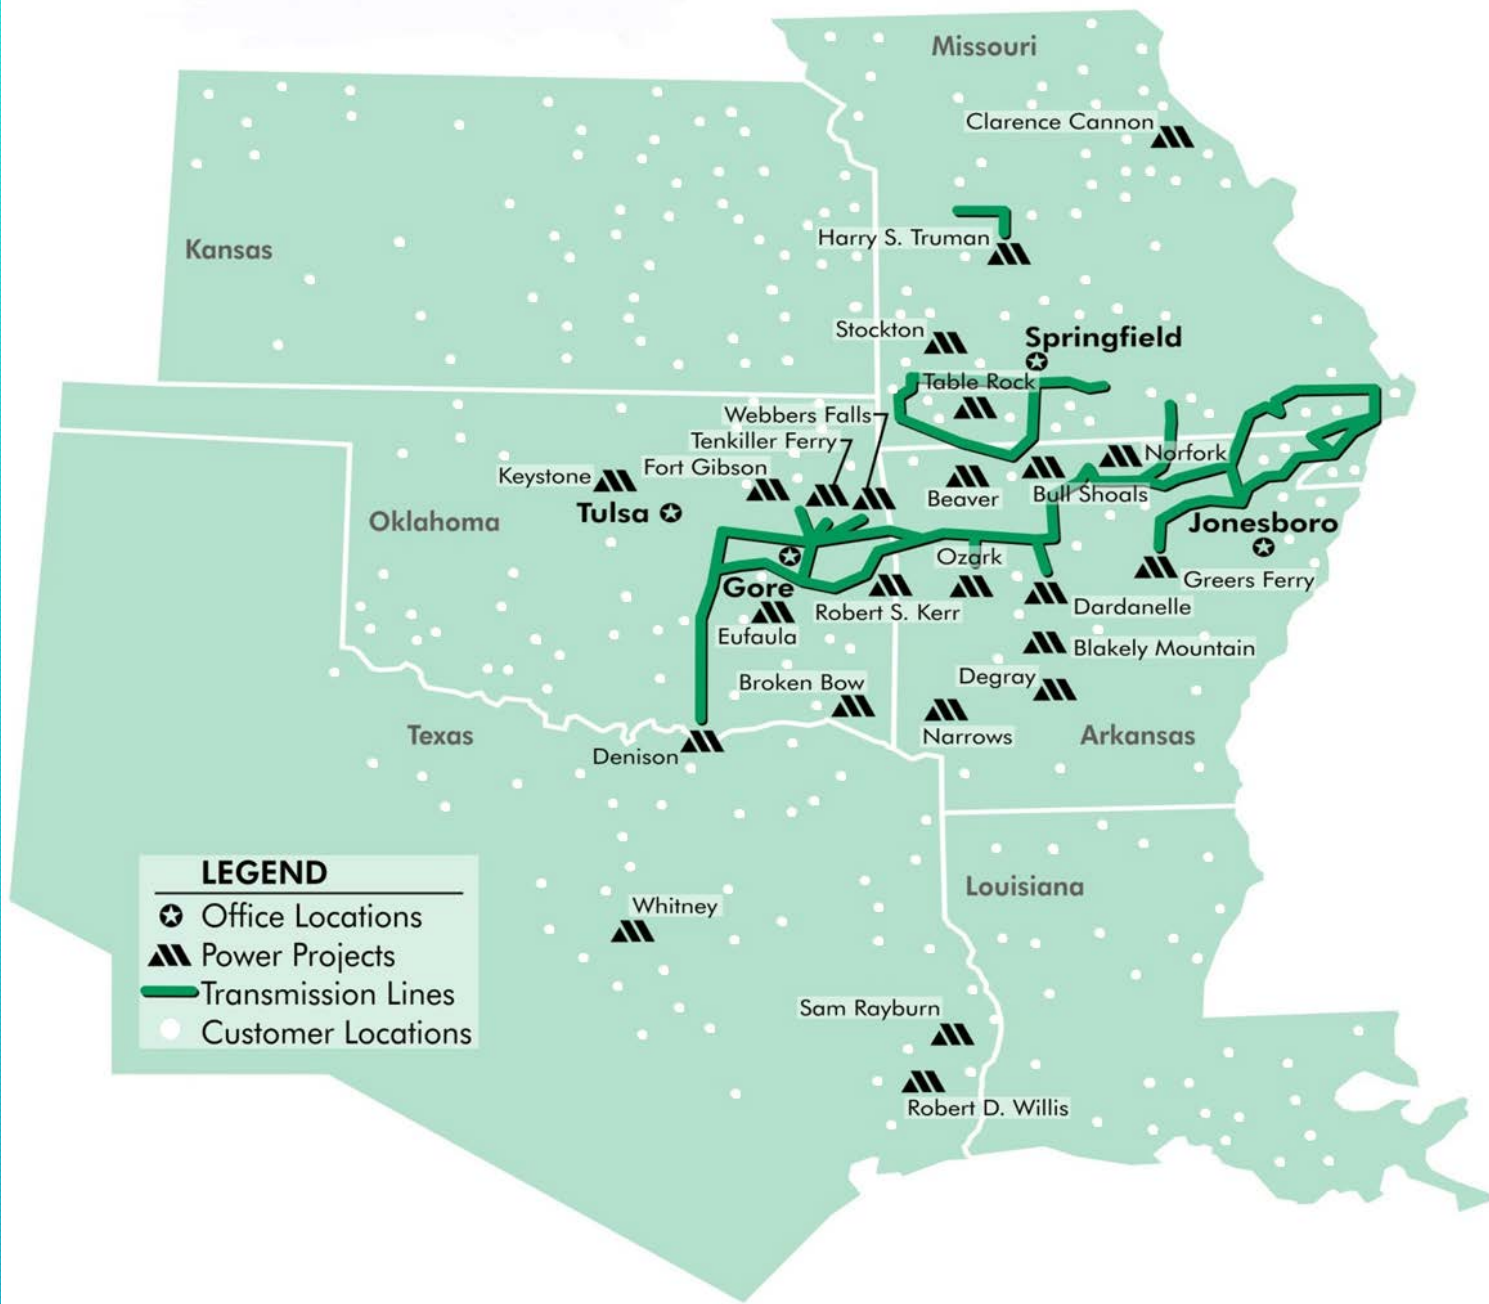 Missouri
Clarence Cannon
Kansas
Harry S. Truman
Stockton
Springfield
Table Rock
Webbers Falls
Tenkiller Ferry
Fort Gibson
Keystone
Tulsa
Oklahoma
Norfork
Beaver
Bull Shoals
Jonesboro
Ozark
Gore
Greers Ferry
Robert S. Kerr
Dardanelle
Eufaula
Blakely Mountain
Broken Bow
Degray
Texas
Narrows
Arkansas
Denison
LEGEND
Office Locations
Power Projects
Transmission Lines
Customer Locations
Louisiana
Whitney
Sam Rayburn
Robert D. Willis